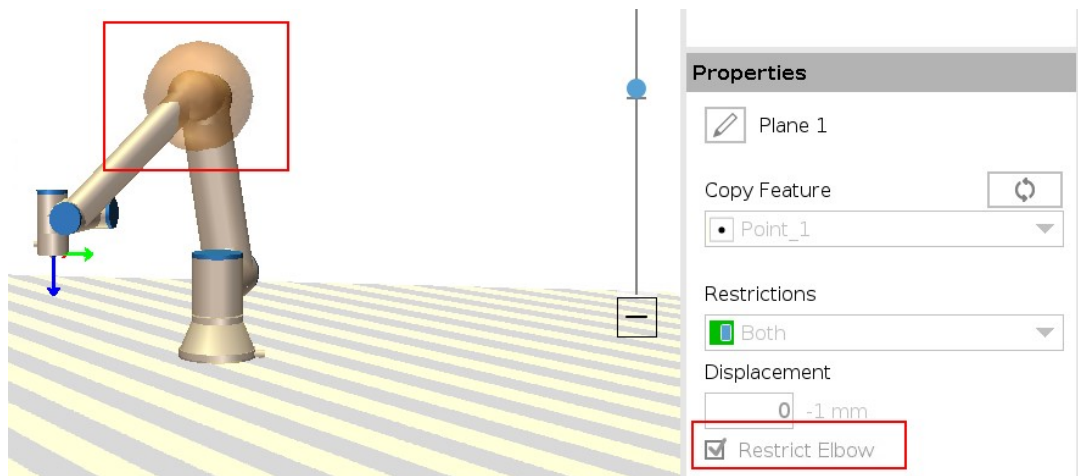 Properties
Plane 1
Copy Feature
Point_1
Restrictions
Both
Displacement
0 -1 mm
Restrict Elbow